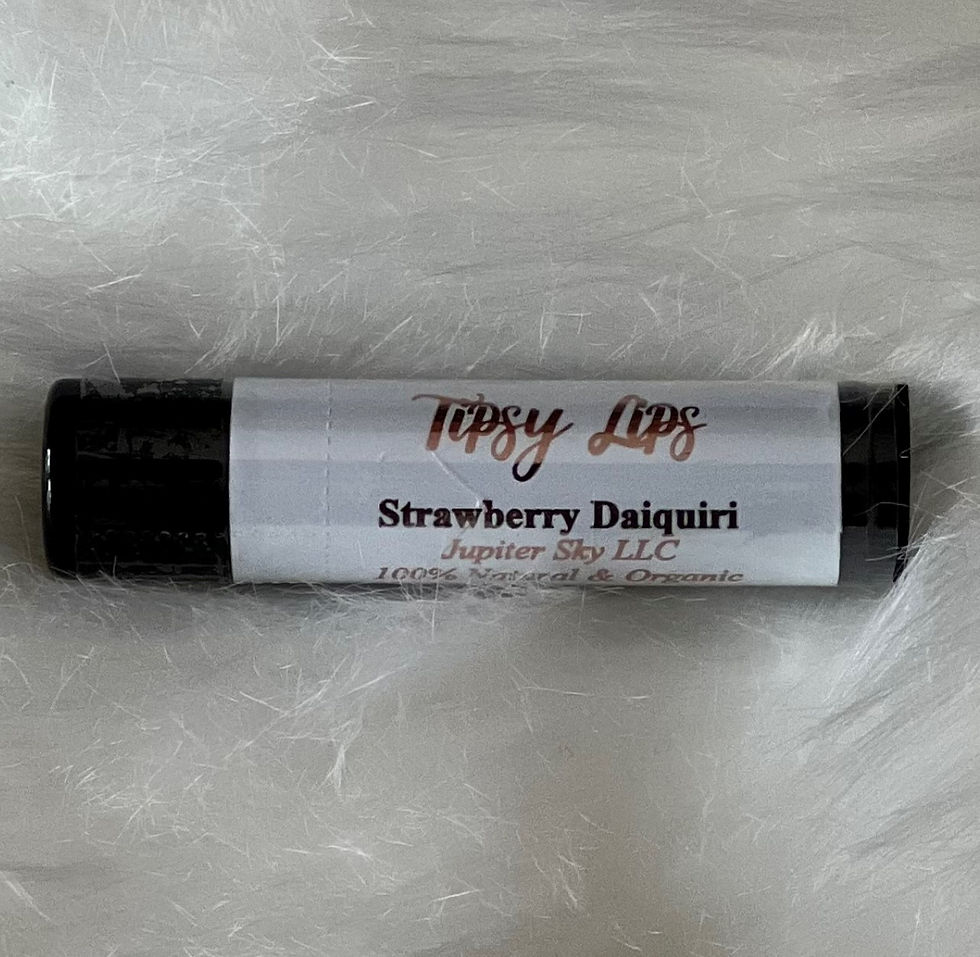 Tipsy Lips
Strawberry Daiquiri
Jupiter Sky LLC
100% Natural & Organic